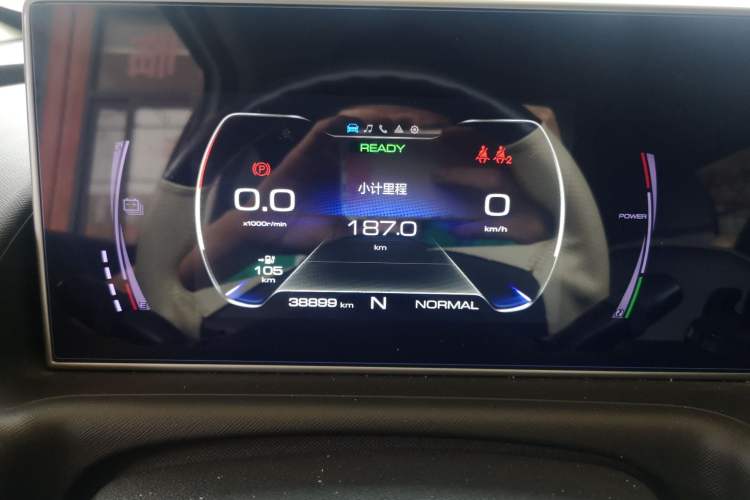 READY
P
2
小计里程
0.0
0
x1000r/min
187.0
km/h
km
POWER
105
km
38899 km
N
NORMAL
E